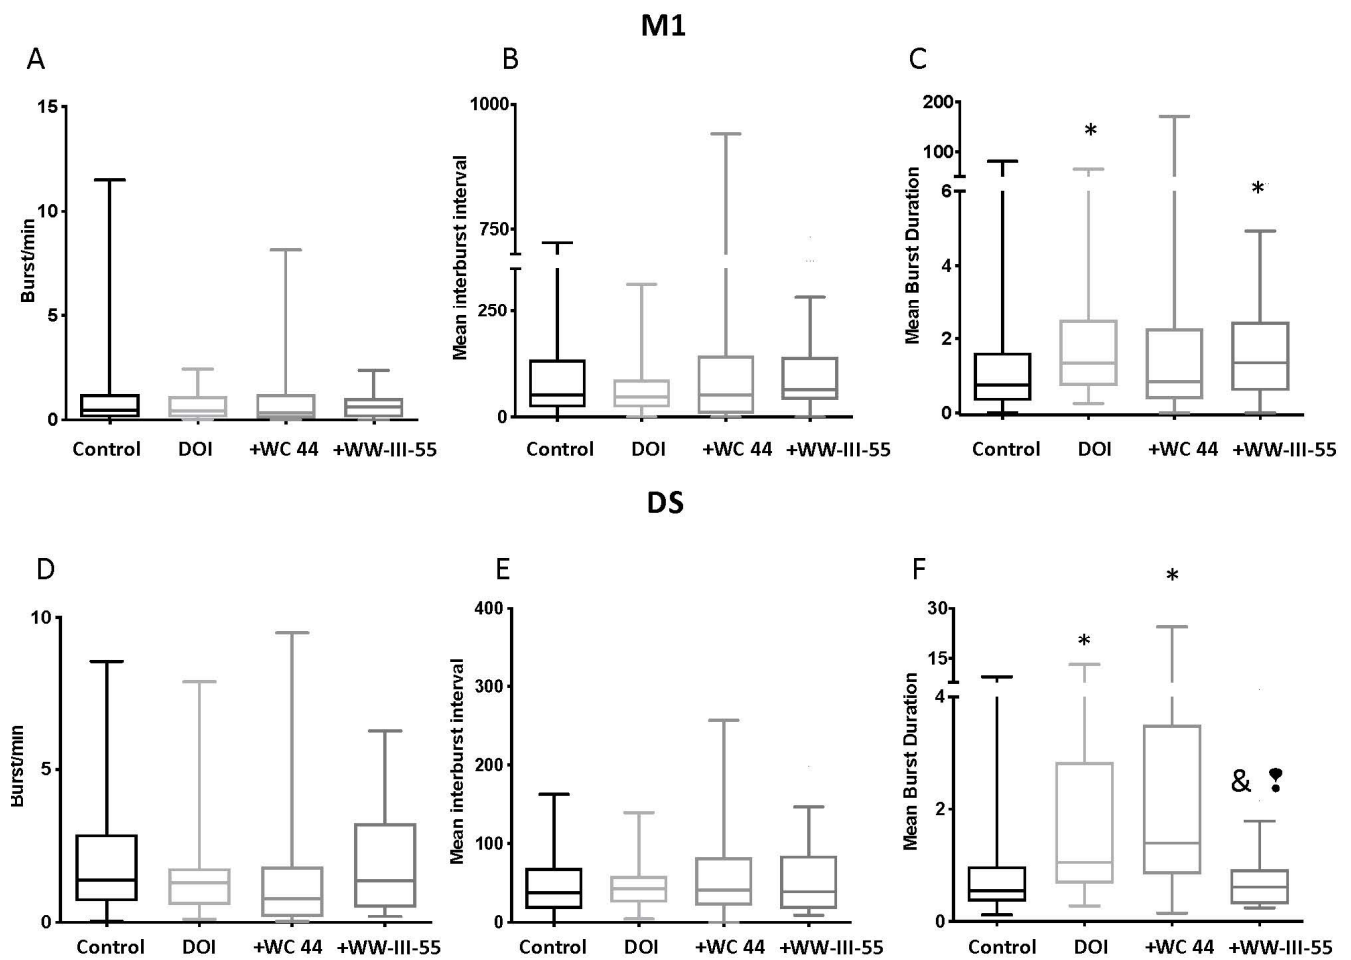 M1
A
B
C
15
10
5
0
Burst/min
Control
DOI
+WC 44
+WW-III-55
1000
750
250
0
Mean interburst interval
Control
DOI
+WC 44
+WW-III-55
200
100
6
4
2
0
Mean Burst Duration
*
*
Control
DOI
+WC 44
+WW-III-55
DS
D
E
F
10
5
0
Burst/min
Control
DOI
+WC 44
+WW-III-55
400
300
200
100
0
Mean interburst interval
Control
DOI
+WC 44
+WW-III-55
30
15
4
2
0
Mean Burst Duration
*
*
& ❢
Control
DOI
+WC 44
+WW-III-55